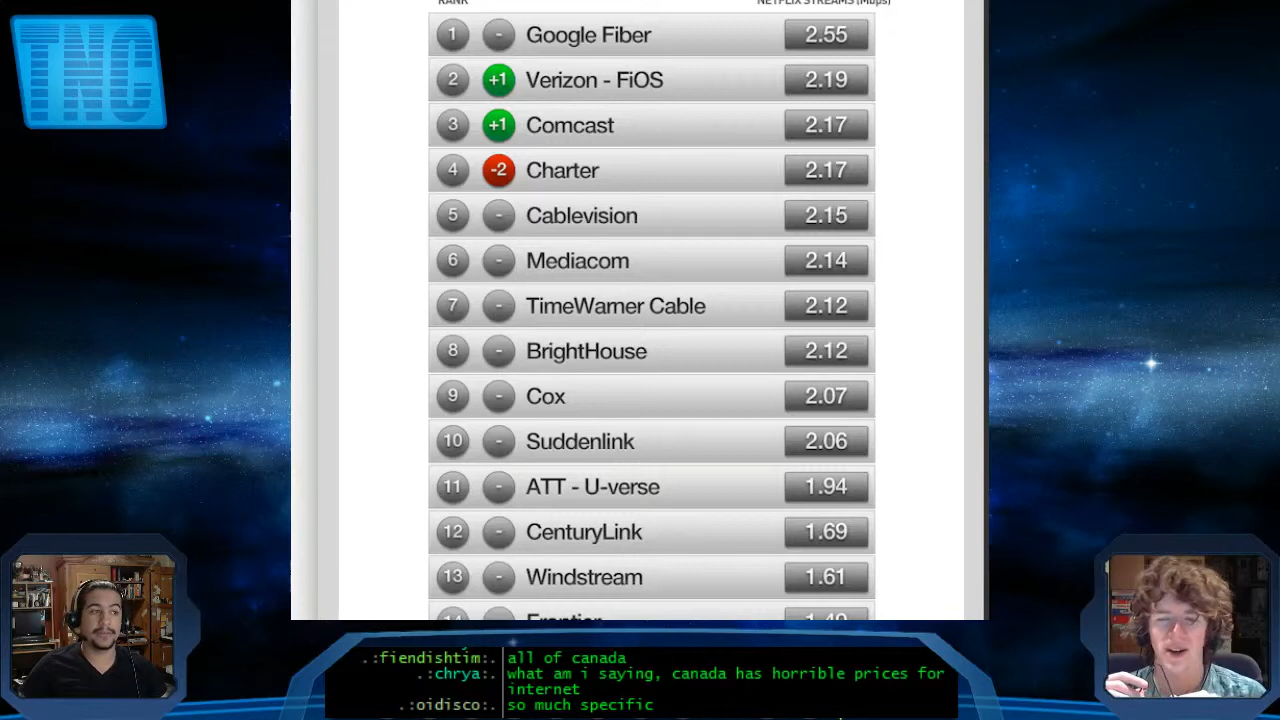 RANK NETFLIX STREAMS (Mbps)
TNC
1 - Google Fiber 2.55
2 +1 Verizon - FiOS 2.19
3 +1 Comcast 2.17
4 -2 Charter 2.17
5 - Cablevision 2.15
6 - Mediacom 2.14
7 - TimeWarner Cable 2.12
8 - BrightHouse 2.12
9 - Cox 2.07
10 - Suddenlink 2.06
11 - ATT - U-verse 1.94
12 - CenturyLink 1.69
13 - Windstream 1.61
14 - Frontier
.:fiendishtim:. all of canada
.:chrya:. what am i saying, canada has horrible prices for
internet
.:oidisco:. so much specific